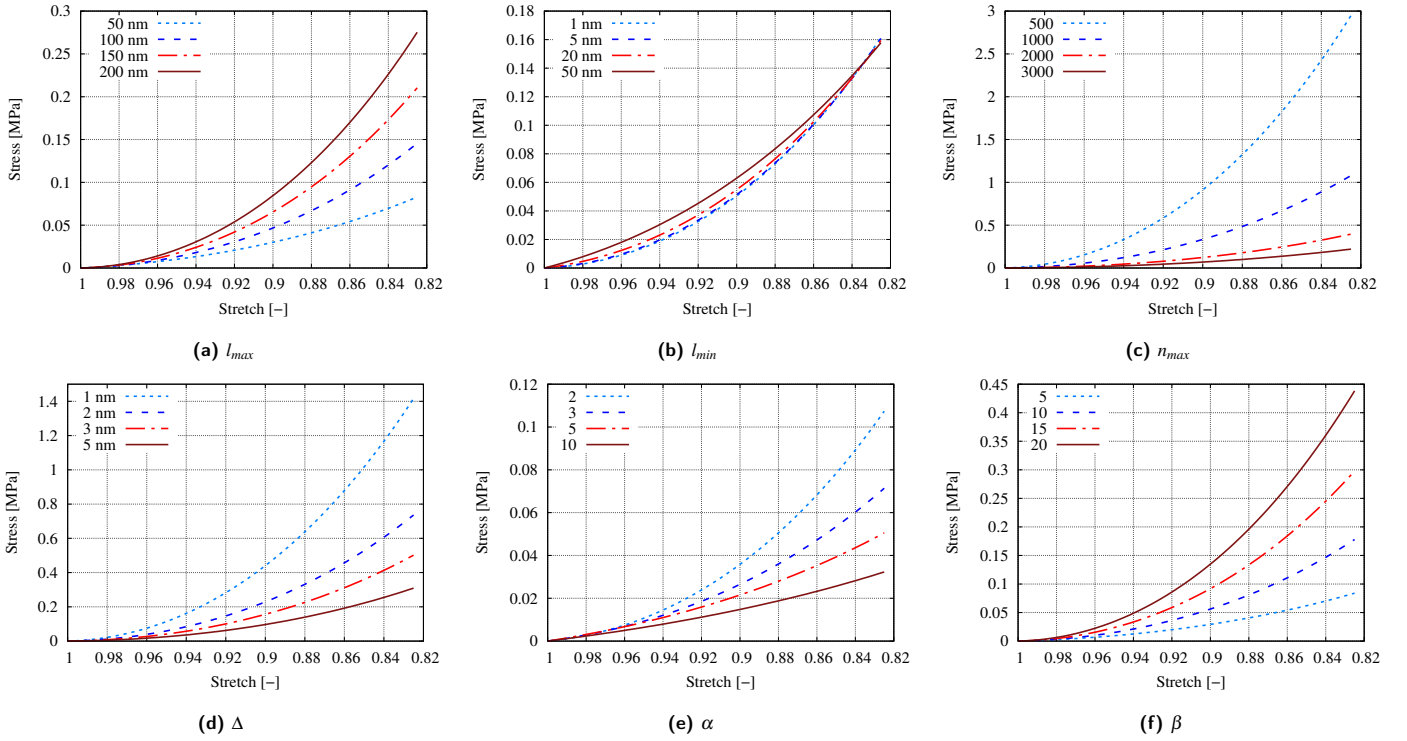 0.3
0.25
0.2
0.15
0.1
0.05
0
Stress [MPa]
50 nm
100 nm
150 nm
200 nm
1 0.98 0.96 0.94 0.92 0.9 0.88 0.86 0.84 0.82
Stretch [−]
(a) l_max
0.18
0.16
0.14
0.12
0.1
0.08
0.06
0.04
0.02
0
Stress [MPa]
1 nm
5 nm
20 nm
50 nm
1 0.98 0.96 0.94 0.92 0.9 0.88 0.86 0.84 0.82
Stretch [−]
(b) l_min
3
2.5
2
1.5
1
0.5
0
Stress [MPa]
500
1000
2000
3000
1 0.98 0.96 0.94 0.92 0.9 0.88 0.86 0.84 0.82
Stretch [−]
(c) n_max
1.4
1.2
1
0.8
0.6
0.4
0.2
0
Stress [MPa]
1 nm
2 nm
3 nm
5 nm
1 0.98 0.96 0.94 0.92 0.9 0.88 0.86 0.84 0.82
Stretch [−]
(d) Δ
0.12
0.1
0.08
0.06
0.04
0.02
0
Stress [MPa]
2
3
5
10
1 0.98 0.96 0.94 0.92 0.9 0.88 0.86 0.84 0.82
Stretch [−]
(e) α
0.45
0.4
0.35
0.3
0.25
0.2
0.15
0.1
0.05
0
Stress [MPa]
5
10
15
20
1 0.98 0.96 0.94 0.92 0.9 0.88 0.86 0.84 0.82
Stretch [−]
(f) β